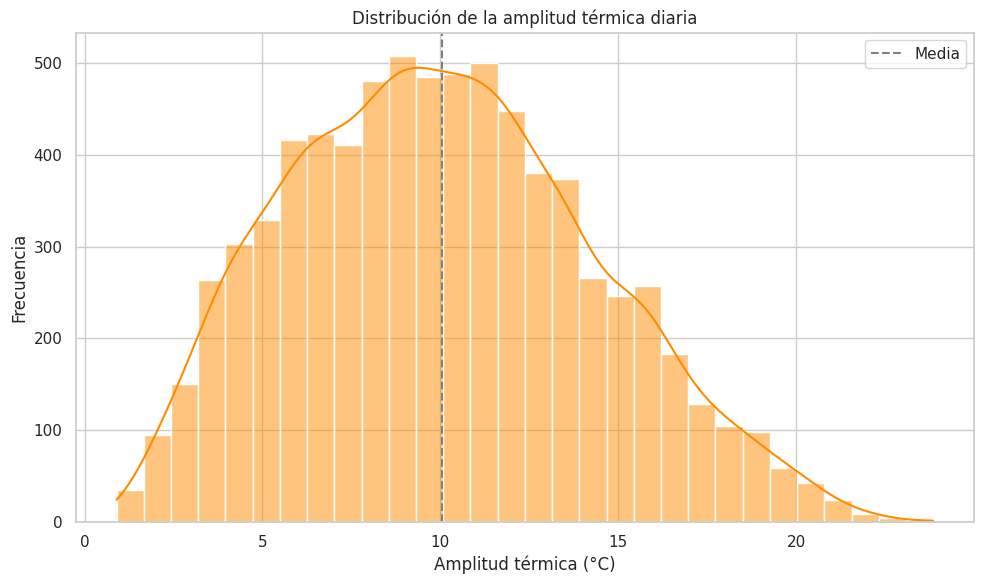 Distribución de la amplitud térmica diaria
Media
500
400
300
200
100
0
Frecuencia
0 5 10 15 20
Amplitud térmica (°C)